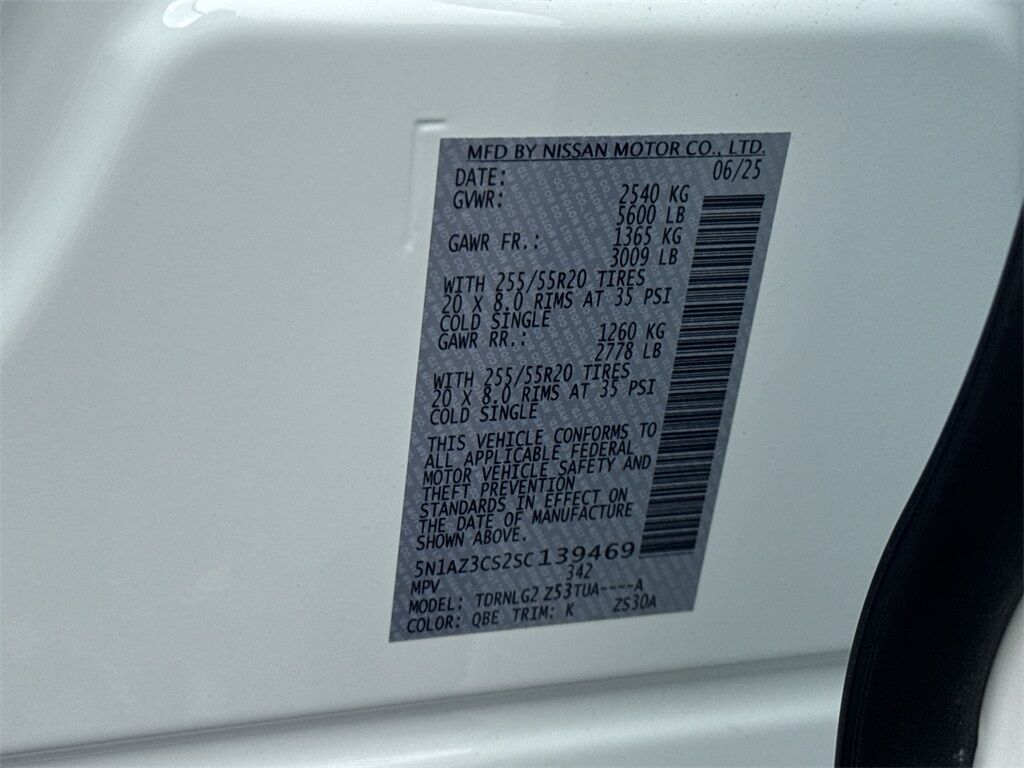 MFD BY NISSAN MOTOR CO., LTD.
DATE: 06/25
GVWR: 2540 KG
5600 LB
GAWR FR.: 1365 KG
3009 LB
WITH 255/55R20 TIRES
20 X 8.0 RIMS AT 35 PSI
COLD SINGLE
GAWR RR.: 1260 KG
2778 LB
WITH 255/55R20 TIRES
20 X 8.0 RIMS AT 35 PSI
COLD SINGLE
THIS VEHICLE CONFORMS TO
ALL APPLICABLE FEDERAL
MOTOR VEHICLE SAFETY AND
THEFT PREVENTION
STANDARDS IN EFFECT ON
THE DATE OF MANUFACTURE
SHOWN ABOVE.
5N1AZ3CS2SC139469
MPV 342
MODEL: TDRNLG2 Z53TUA----A
COLOR: QBE TRIM: K ZS30A